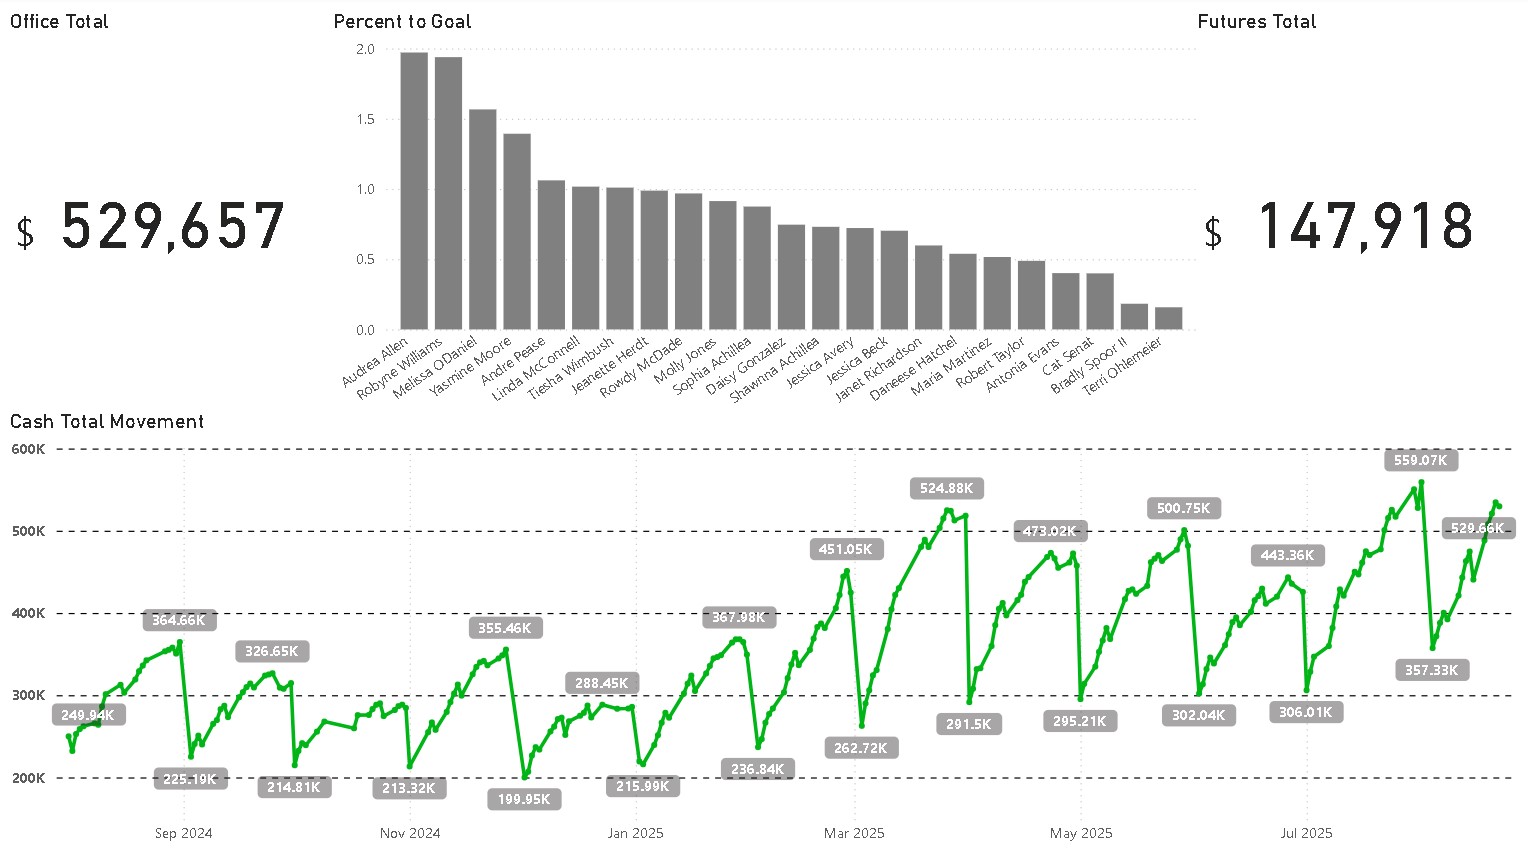 Office Total
Percent to Goal
Futures Total
$ 529,657
2.0
1.5
1.0
0.5
0.0
Audrea Allen
Robyne Williams
Melissa ODaniel
Yasmine Moore
Andre Pease
Linda McConnell
Tiesha Wimbush
Jeanette Herdt
Rowdy McDade
Molly Jones
Sophia Achillea
Daisy Gonzalez
Shawnna Achillea
Jessica Avery
Jessica Beck
Janet Richardson
Daneese Hatchel
Maria Martinez
Robert Taylor
Antonia Evans
Cat Senat
Bradly Spoor II
Terri Ohlemeier
$ 147,918
Cash Total Movement
600K
500K
400K
300K
200K
249.94K
364.66K
225.19K
326.65K
214.81K
213.32K
355.46K
199.95K
288.45K
215.99K
367.98K
236.84K
451.05K
262.72K
524.88K
291.5K
473.02K
295.21K
500.75K
302.04K
443.36K
306.01K
559.07K
357.33K
529.66K
Sep 2024
Nov 2024
Jan 2025
Mar 2025
May 2025
Jul 2025